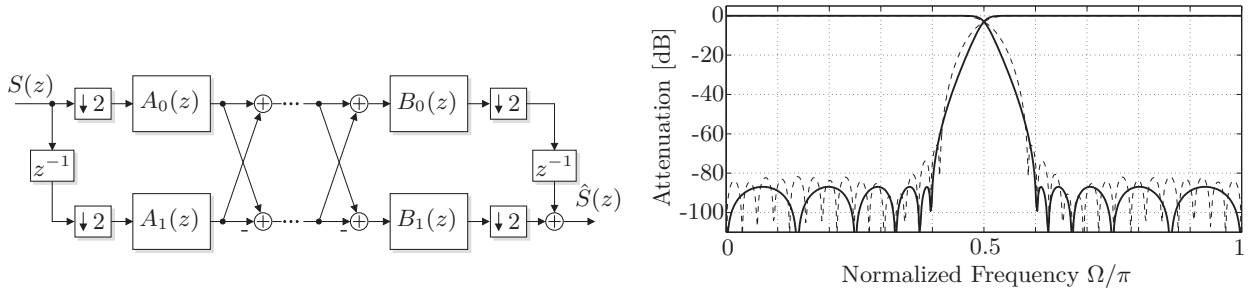 S(z)
↓ 2
A₀(z)
+
...
+
B₀(z)
↓ 2
z⁻¹
z⁻¹
Ŝ(z)
↓ 2
A₁(z)
-
+
...
-
+
B₁(z)
↓ 2
+
Attenuation [dB]
0
-20
-40
-60
-80
-100
0
0.5
1
Normalized Frequency Ω/π